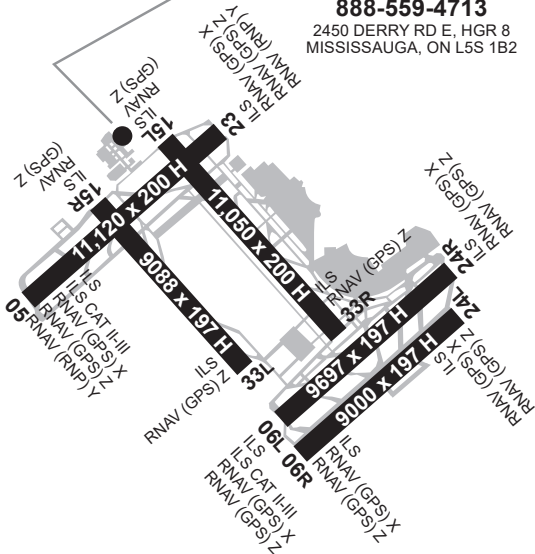 888-559-4713
2450 DERRY RD E, HGR 8
MISSISSAUGA, ON L5S 1B2
ILS
RNAV (GPS) X
RNAV (GPS) Z
RNAV (RNP) Y
23
ILS
RNAV
(GPS) Z
15L
ILS
RNAV
(GPS) Z
15R
11,120 x 200 H
11,050 x 200 H
9088 x 197 H
05
ILS
ILS CAT II-III
RNAV (GPS) X
RNAV (GPS) Z
RNAV (RNP) Y
ILS
RNAV (GPS) Z
33R
ILS
RNAV (GPS) Z
33L
ILS
RNAV (GPS) X
RNAV (GPS) Z
24R
24L
ILS
RNAV (GPS) X
RNAV (GPS) Z
9697 x 197 H
9000 x 197 H
06L
ILS
ILS CAT II-III
RNAV (GPS) X
RNAV (GPS) Z
06R
ILS
RNAV (GPS) X
RNAV (GPS) Z